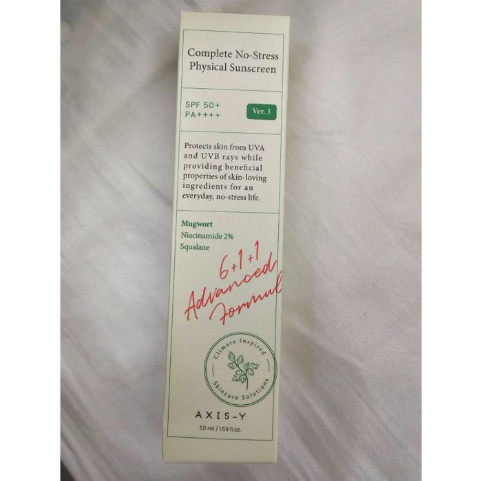 Complete No-Stress
Physical Sunscreen
SPF 50+
PA++++
Ver. 3
Protects skin from UVA
and UVB rays while
providing beneficial
properties of skin-loving
ingredients for an
everyday, no-stress life.
Mugwort
Niacinamide 2%
Squalane
6+1+1
Advanced
Formul
Climate Inspired
Skincare Solutions
AXIS-Y
50 ml / 1.69 fl oz.